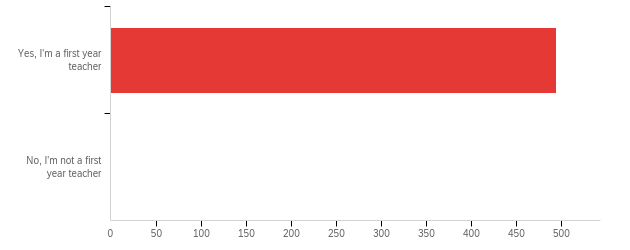 Yes, I'm a first year
teacher
No, I'm not a first
year teacher
0 50 100 150 200 250 300 350 400 450 500